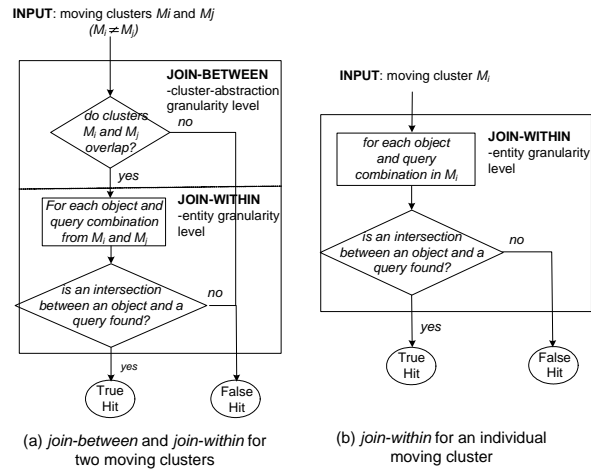 INPUT: moving clusters Mi and Mj
(Mi ≠ Mj)
JOIN-BETWEEN
-cluster-abstraction
granularity level
do clusters
Mi and Mj
overlap?
no
yes
JOIN-WITHIN
-entity granularity
level
For each object and
query combination
from Mi and Mj
is an intersection
between an object and a
query found?
no
yes
True
Hit
False
Hit
(a) join-between and join-within for
two moving clusters
INPUT: moving cluster Mi
JOIN-WITHIN
-entity granularity
level
for each object
and query
combination in Mi
is an intersection
between an object and a
query found?
no
yes
True
Hit
False
Hit
(b) join-within for an individual
moving cluster